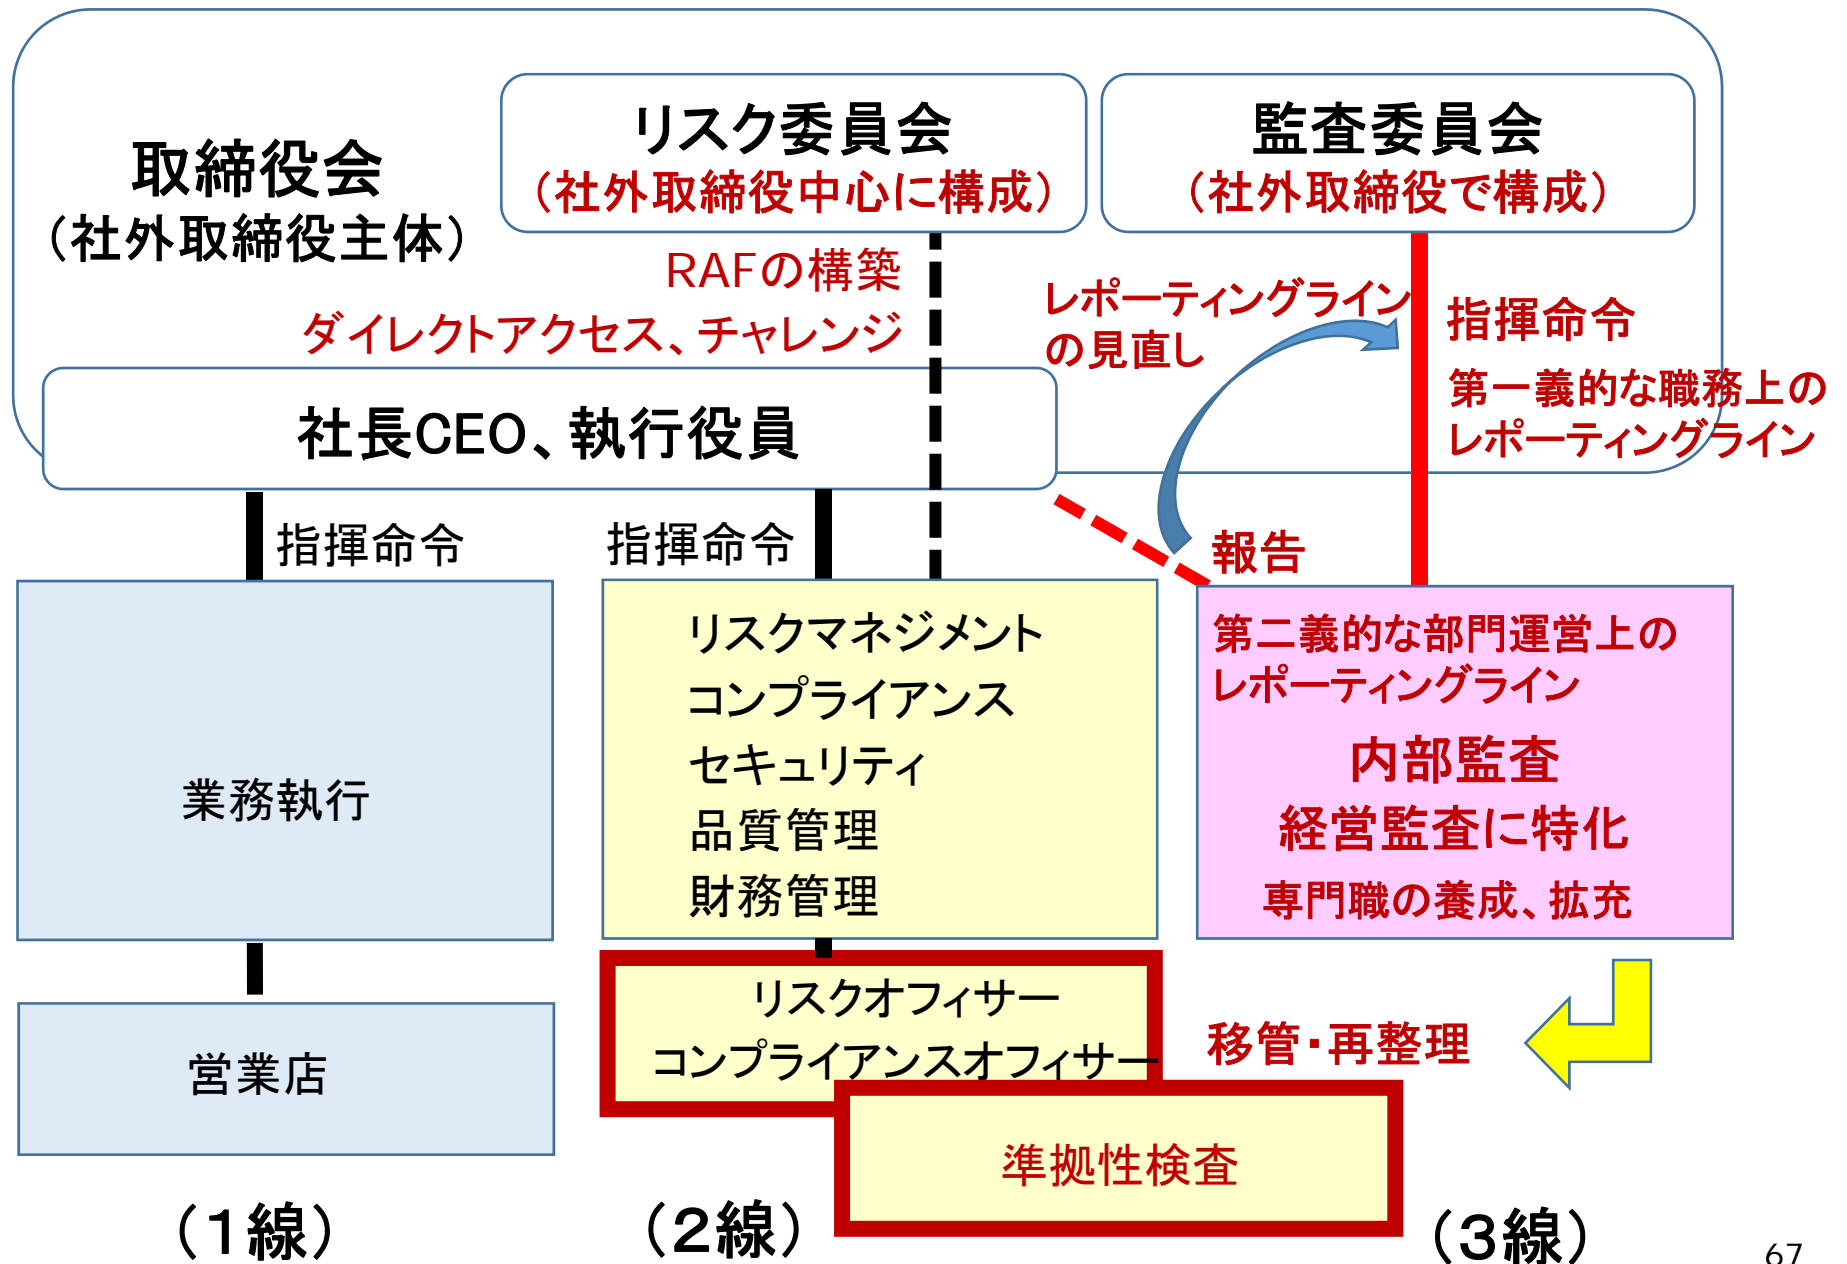 取締役会
（社外取締役主体）
リスク委員会
（社外取締役中心に構成）
監査委員会
（社外取締役で構成）
RAFの構築
ダイレクトアクセス、チャレンジ
レポーティングライン
の見直し
指揮命令
第一義的な職務上の
レポーティングライン
社長CEO、執行役員
指揮命令
指揮命令
報告
業務執行
リスクマネジメント
コンプライアンス
セキュリティ
品質管理
財務管理
第二義的な部門運営上の
レポーティングライン
内部監査
経営監査に特化
専門職の養成、拡充
営業店
リスクオフィサー
コンプライアンスオフィサー
移管・再整理
準拠性検査
（1線）
（2線）
（3線）
67